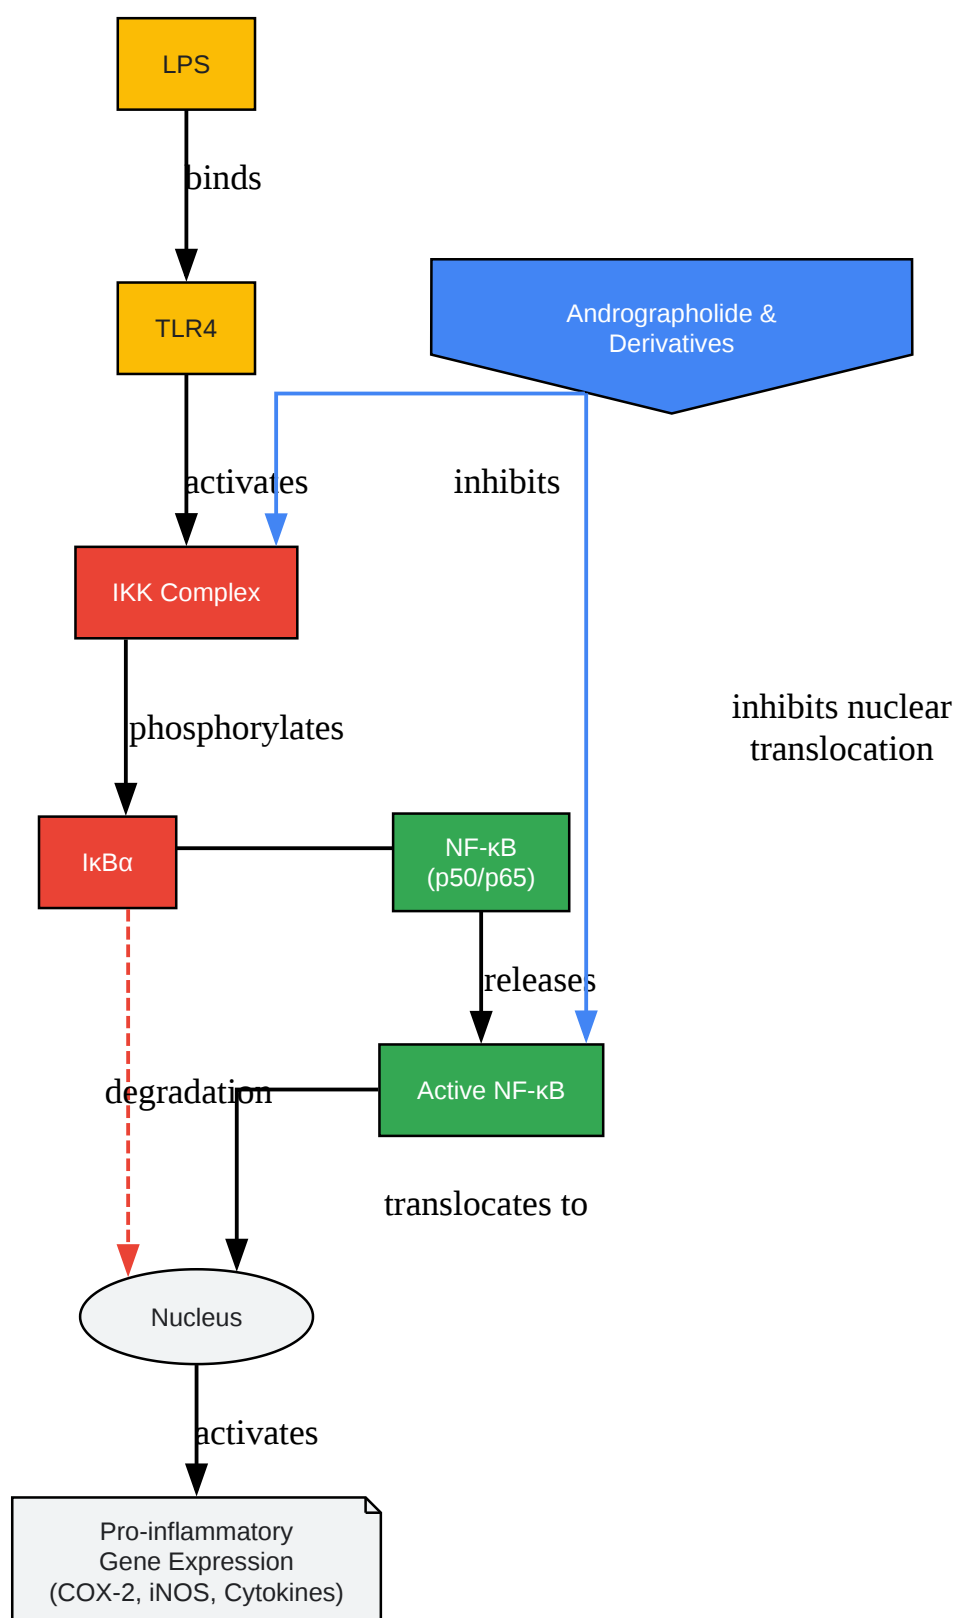 LPS
binds
TLR4
Andrographolide &
Derivatives
activates
inhibits
IKK Complex
phosphorylates
inhibits nuclear
translocation
IκBα
NF-κB
(p50/p65)
releases
degradation
Active NF-κB
translocates to
Nucleus
activates
Pro-inflammatory
Gene Expression
(COX-2, iNOS, Cytokines)